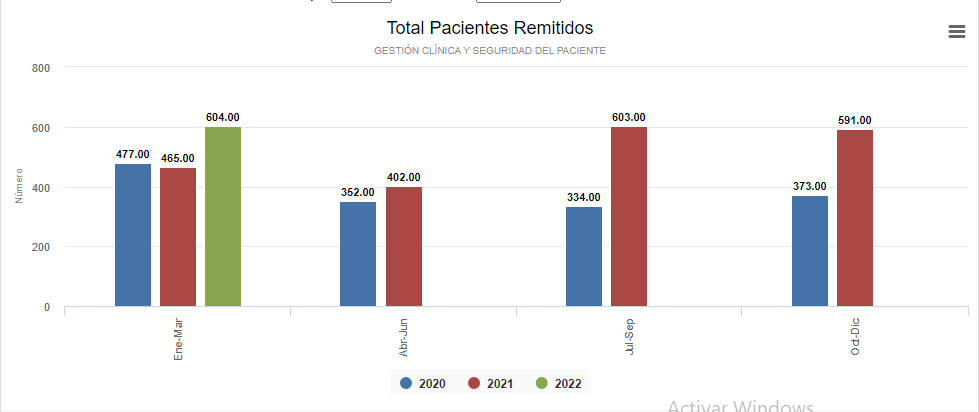 Total Pacientes Remitidos
GESTIÓN CLÍNICA Y SEGURIDAD DEL PACIENTE
Número
800
600
400
200
0
477.00
465.00
604.00
352.00
402.00
334.00
603.00
373.00
591.00
Ene-Mar
Abr-Jun
Jul-Sep
Oct-Dic
2020
2021
2022
Activar Windows